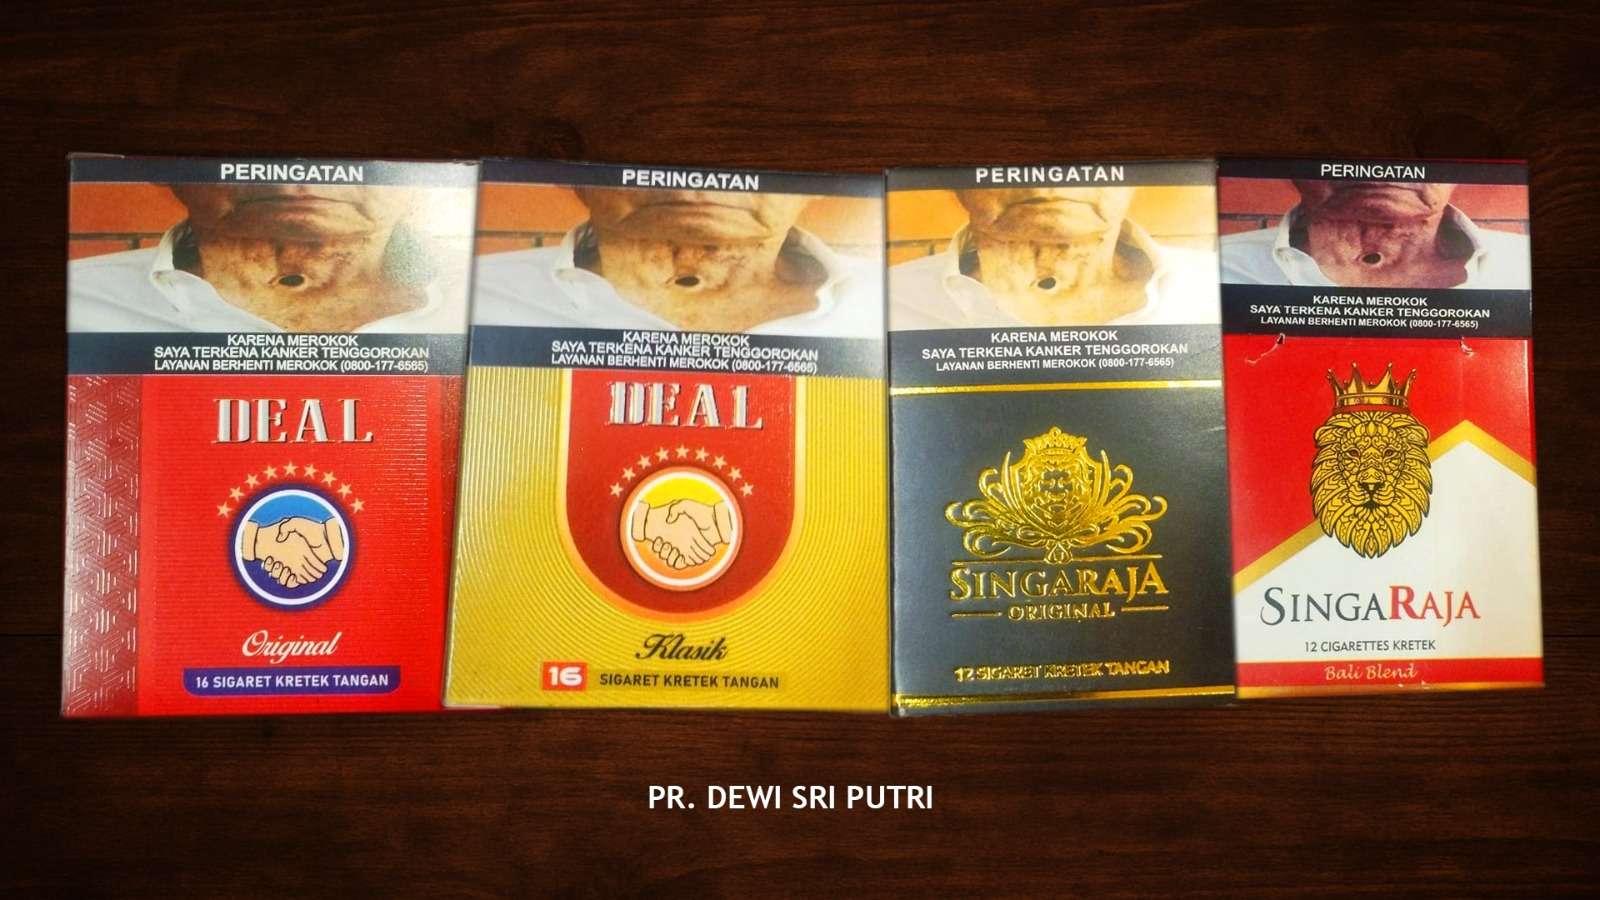 PERINGATAN
KARENA MEROKOK
SAYA TERKENA KANKER TENGGOROKAN
LAYANAN BERHENTI MEROKOK (0800-177-6565)
DEAL
Original
16 SIGARET KRETEK TANGAN
PERINGATAN
KARENA MEROKOK
SAYA TERKENA KANKER TENGGOROKAN
LAYANAN BERHENTI MEROKOK (0800-177-6565)
DEAL
Klasik
16 SIGARET KRETEK TANGAN
PERINGATAN
KARENA MEROKOK
SAYA TERKENA KANKER TENGGOROKAN
LAYANAN BERHENTI MEROKOK (0800-177-6565)
SINGARAJA
ORIGINAL
12 SIGARET KRETEK TANGAN
PERINGATAN
KARENA MEROKOK
SAYA TERKENA KANKER TENGGOROKAN
LAYANAN BERHENTI MEROKOK (0800-177-6565)
SINGARAJA
12 CIGARETTES KRETEK
Bali Blend
PR. DEWI SRI PUTRI